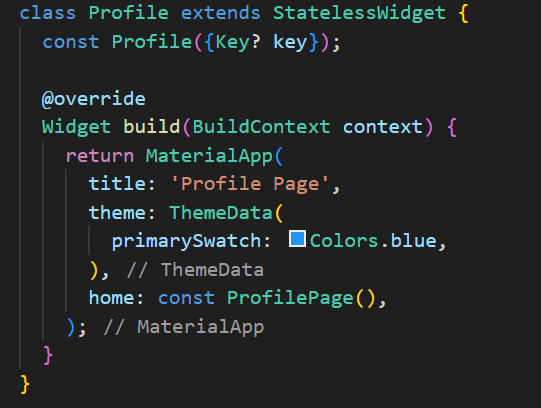 class Profile extends StatelessWidget {
const Profile({Key? key});
@override
Widget build(BuildContext context) {
return MaterialApp(
title: 'Profile Page',
theme: ThemeData(
primarySwatch: Colors.blue,
), // ThemeData
home: const ProfilePage(),
); // MaterialApp
}
}